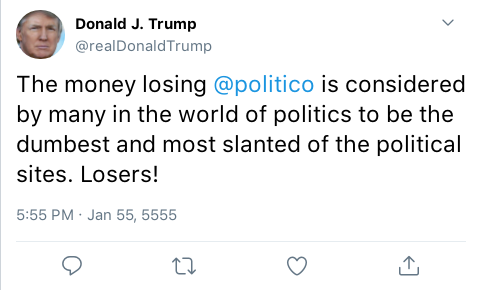 Donald J. Trump
@realDonaldTrump
The money losing @politico is considered
by many in the world of politics to be the
dumbest and most slanted of the political
sites. Losers!
5:55 PM · Jan 55, 5555